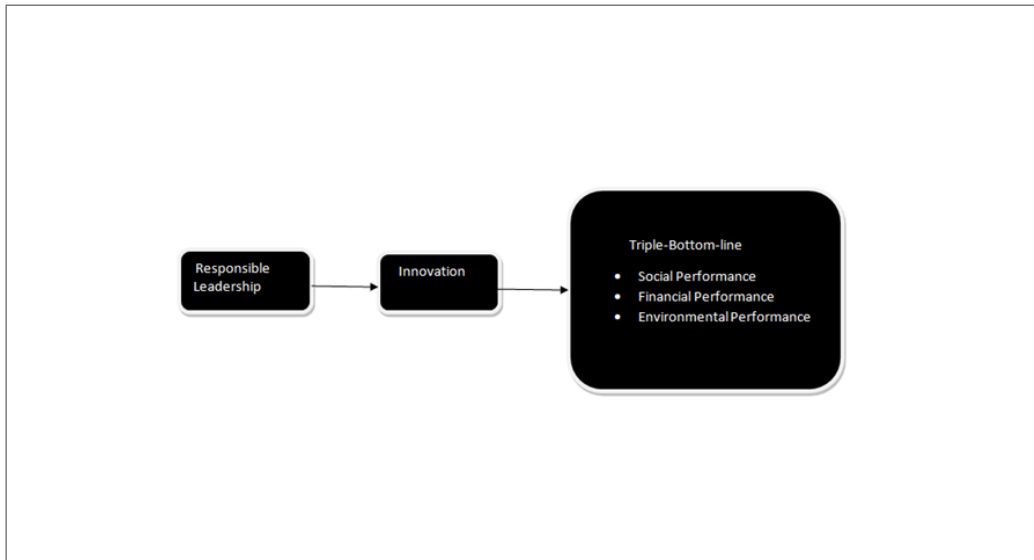 Responsible
Leadership
Innovation
Triple-Bottom-line
• Social Performance
• Financial Performance
• Environmental Performance